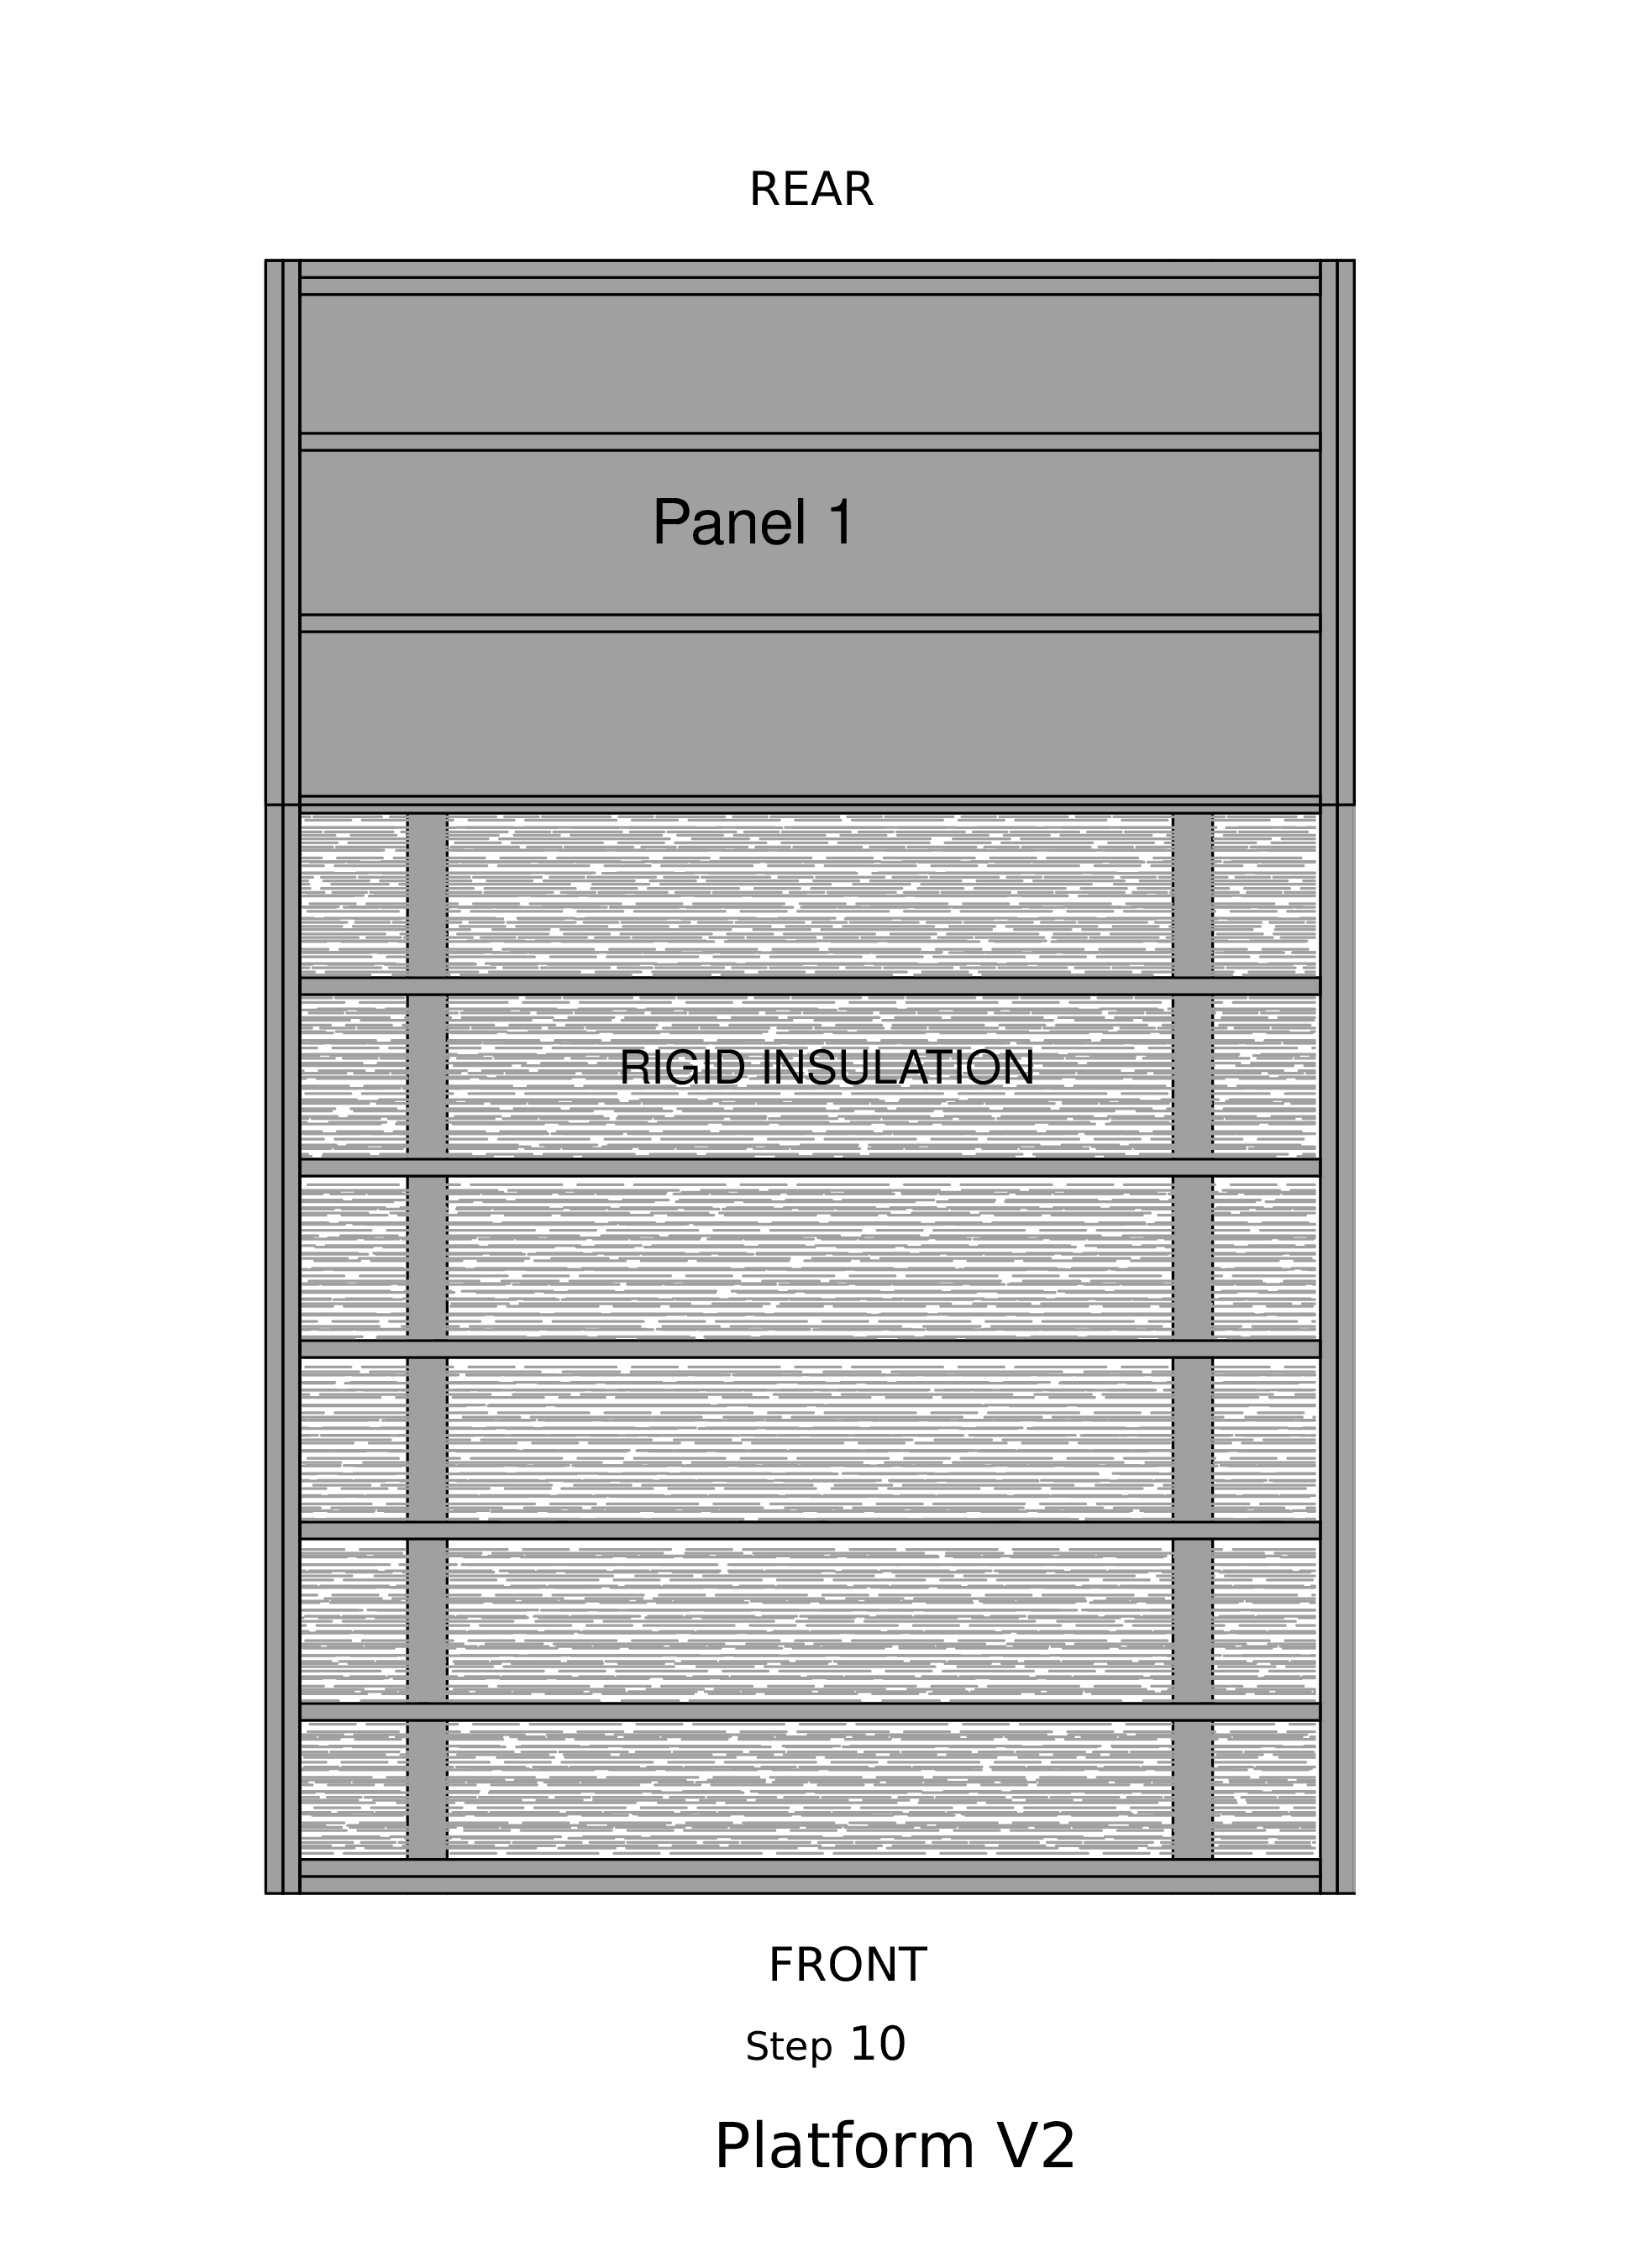 REAR
Panel 1
RIGID INSULATION
FRONT
Step 10
Platform V2